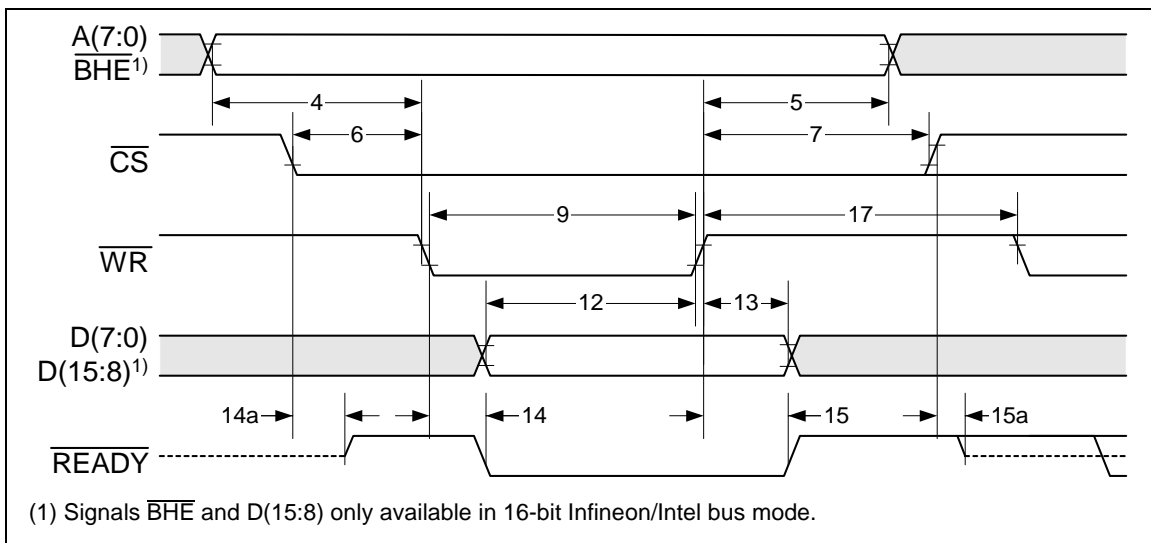 A(7:0)
BHE1)
4
5
6
7
CS
9
17
WR
12
13
D(7:0)
D(15:8)1)
14a
14
15
15a
READY
(1) Signals BHE and D(15:8) only available in 16-bit Infineon/Intel bus mode.